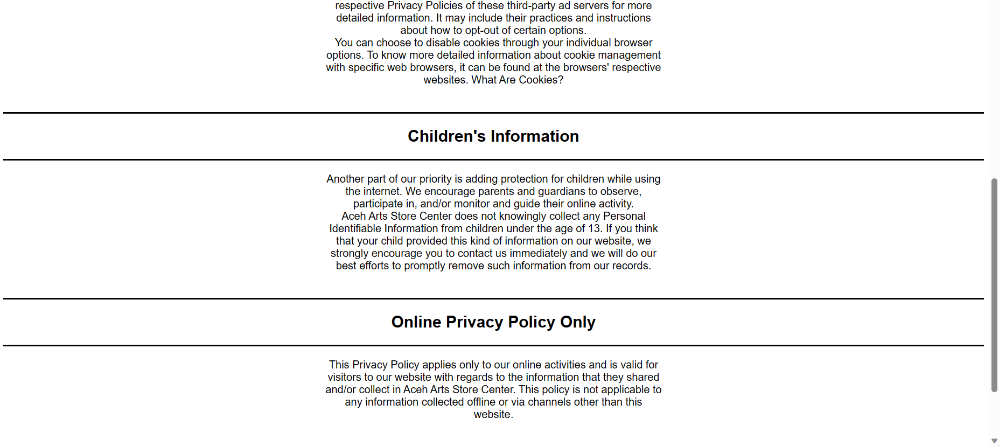 respective Privacy Policies of these third-party ad servers for more
detailed information. It may include their practices and instructions
about how to opt-out of certain options.
You can choose to disable cookies through your individual browser
options. To know more detailed information about cookie management
with specific web browsers, it can be found at the browsers' respective
websites. What Are Cookies?
Children's Information
Another part of our priority is adding protection for children while using
the internet. We encourage parents and guardians to observe,
participate in, and/or monitor and guide their online activity.
Aceh Arts Store Center does not knowingly collect any Personal
Identifiable Information from children under the age of 13. If you think
that your child provided this kind of information on our website, we
strongly encourage you to contact us immediately and we will do our
best efforts to promptly remove such information from our records.
Online Privacy Policy Only
This Privacy Policy applies only to our online activities and is valid for
visitors to our website with regards to the information that they shared
and/or collect in Aceh Arts Store Center. This policy is not applicable to
any information collected offline or via channels other than this
website.